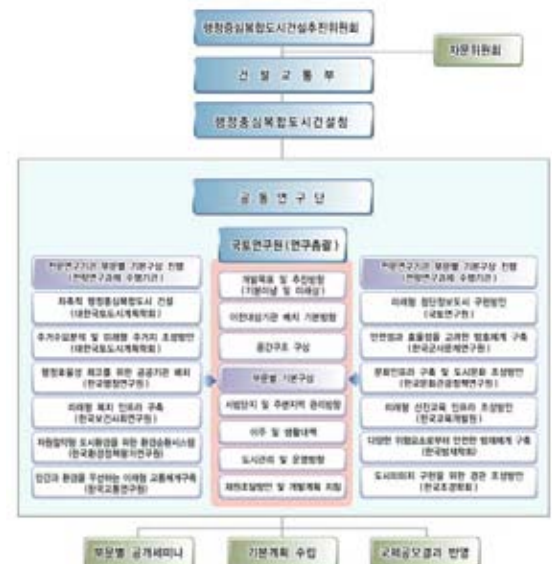 행정중심복합도시건설추진위원회
자문위원회
건 설 교 통 부
행정중심복합도시건설청
공 동 연 구 단
국토연구원(연구총괄)
전문연구기관 부문별 기본구상 진행
(전략연구과제 수행기관)
자족적 행정중심복합도시 건설
(대한국토도시계획학회)
주거수요분석 및 미래형 주거지 조성방안
(대한국토도시계획학회)
행정효율성 제고를 위한 공공기관 배치
(한국행정연구원)
미래형 복지 인프라 구축
(한국보건사회연구원)
자원절약형 도시환경을 위한 환경순환시스템
(한국환경정책평가연구원)
인간과 환경을 우선하는 미래형 교통체계구축
(한국교통연구원)
개발목표 및 추진방향
(기본이념 및 미래상)
이전대상기관 배치 기본방향
공간구조 구상
부문별 기본구상
시범단지 및 주변지역 관리방향
이주 및 생활대책
도시관리 및 운영방향
재원조달방안 및 개발계획 지침
전문연구기관 부문별 기본구상 진행
(전략연구과제 수행기관)
미래형 첨단정보도시 구현방안
(국토연구원)
안전성과 효율성을 고려한 방호체계 구축
(한국군사문제연구원)
문화인프라 구축 및 도시문화 조성방안
(한국문화관광정책연구원)
미래형 선진교육 인프라 조성방안
(한국교육개발원)
다양한 위험요소로부터 안전한 방재체계 구축
(한국방재학회)
도시이미지 구현을 위한 경관 조성방안
(한국조경학회)
부문별 공개세미나
기본계획 수립
국제공모결과 반영